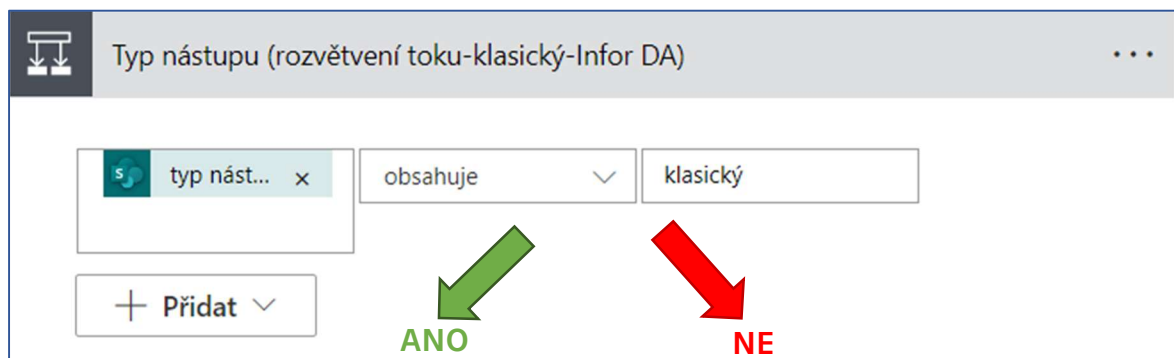 Typ nástupu (rozvětvení toku-klasický-Infor DA)
typ nást... x obsahuje klasický
+ Přidat
ANO NE